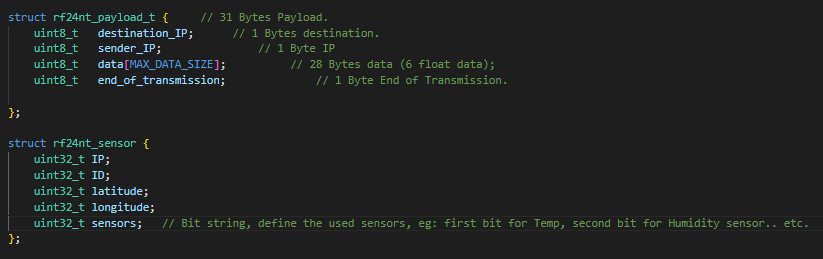 struct rf24nt_payload_t {     // 31 Bytes Payload.
    uint8_t   destination_IP;      // 1 Bytes destination.
    uint8_t   sender_IP;               // 1 Byte IP
    uint8_t   data[MAX_DATA_SIZE];          // 28 Bytes data (6 float data);
    uint8_t   end_of_transmission;              // 1 Byte End of Transmission.
};
struct rf24nt_sensor {
    uint32_t IP;
    uint32_t ID;
    uint32_t latitude;
    uint32_t longitude;
    uint32_t sensors;   // Bit string, define the used sensors, eg: first bit for Temp, second bit for Humidity sensor.. etc.
};